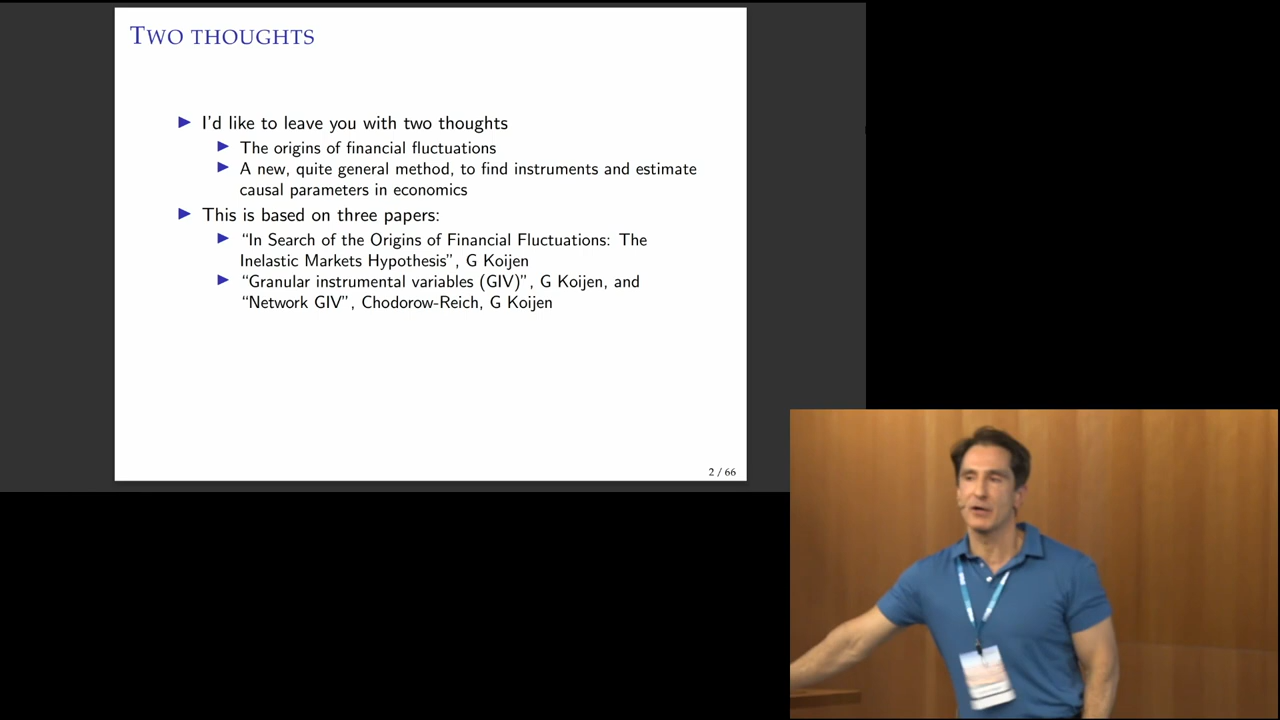 TWO THOUGHTS
▶ I'd like to leave you with two thoughts
▶ The origins of financial fluctuations
▶ A new, quite general method, to find instruments and estimate
causal parameters in economics
▶ This is based on three papers:
▶ “In Search of the Origins of Financial Fluctuations: The
Inelastic Markets Hypothesis”, G Koijen
▶ “Granular instrumental variables (GIV)”, G Koijen, and
“Network GIV”, Chodorow-Reich, G Koijen
2 / 66